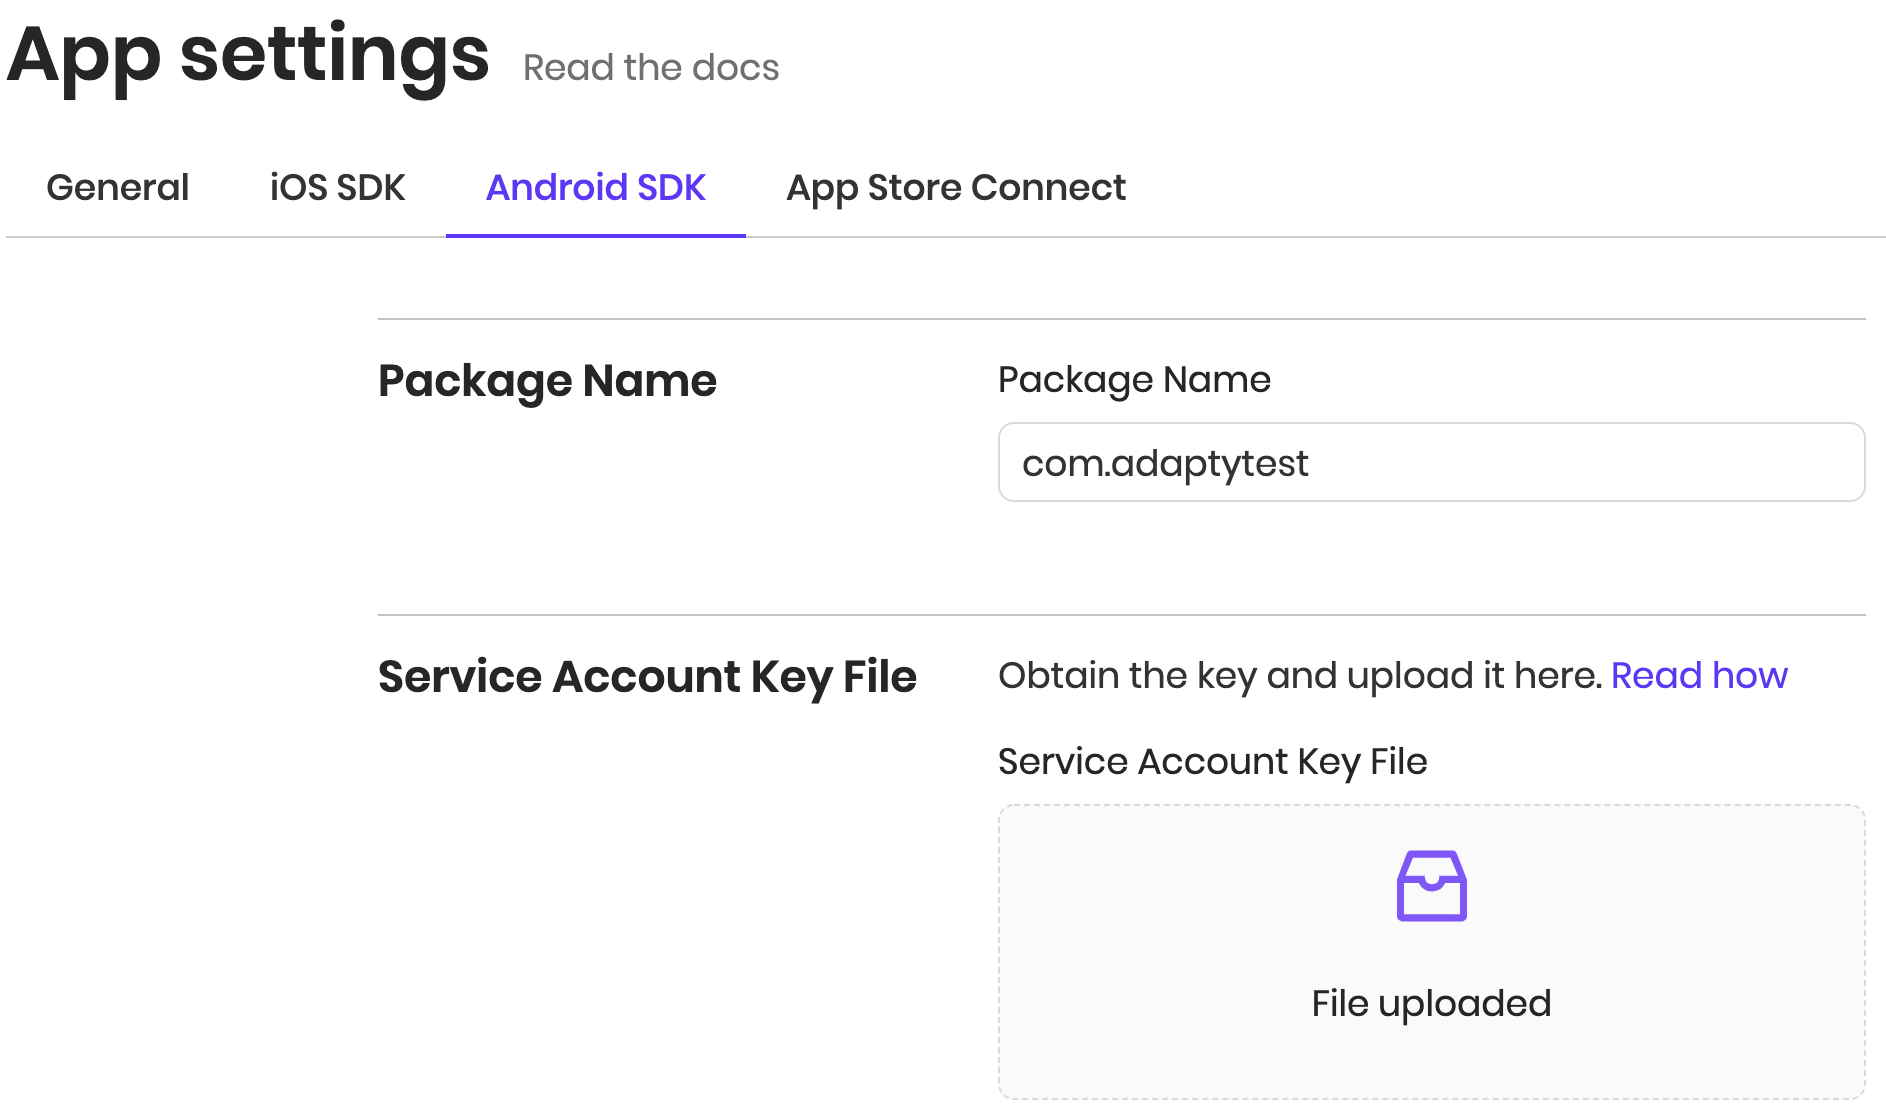 App settings Read the docs
General iOS SDK Android SDK App Store Connect
Package Name
Package Name
com.adaptytest
Service Account Key File
Obtain the key and upload it here. Read how
Service Account Key File
File uploaded